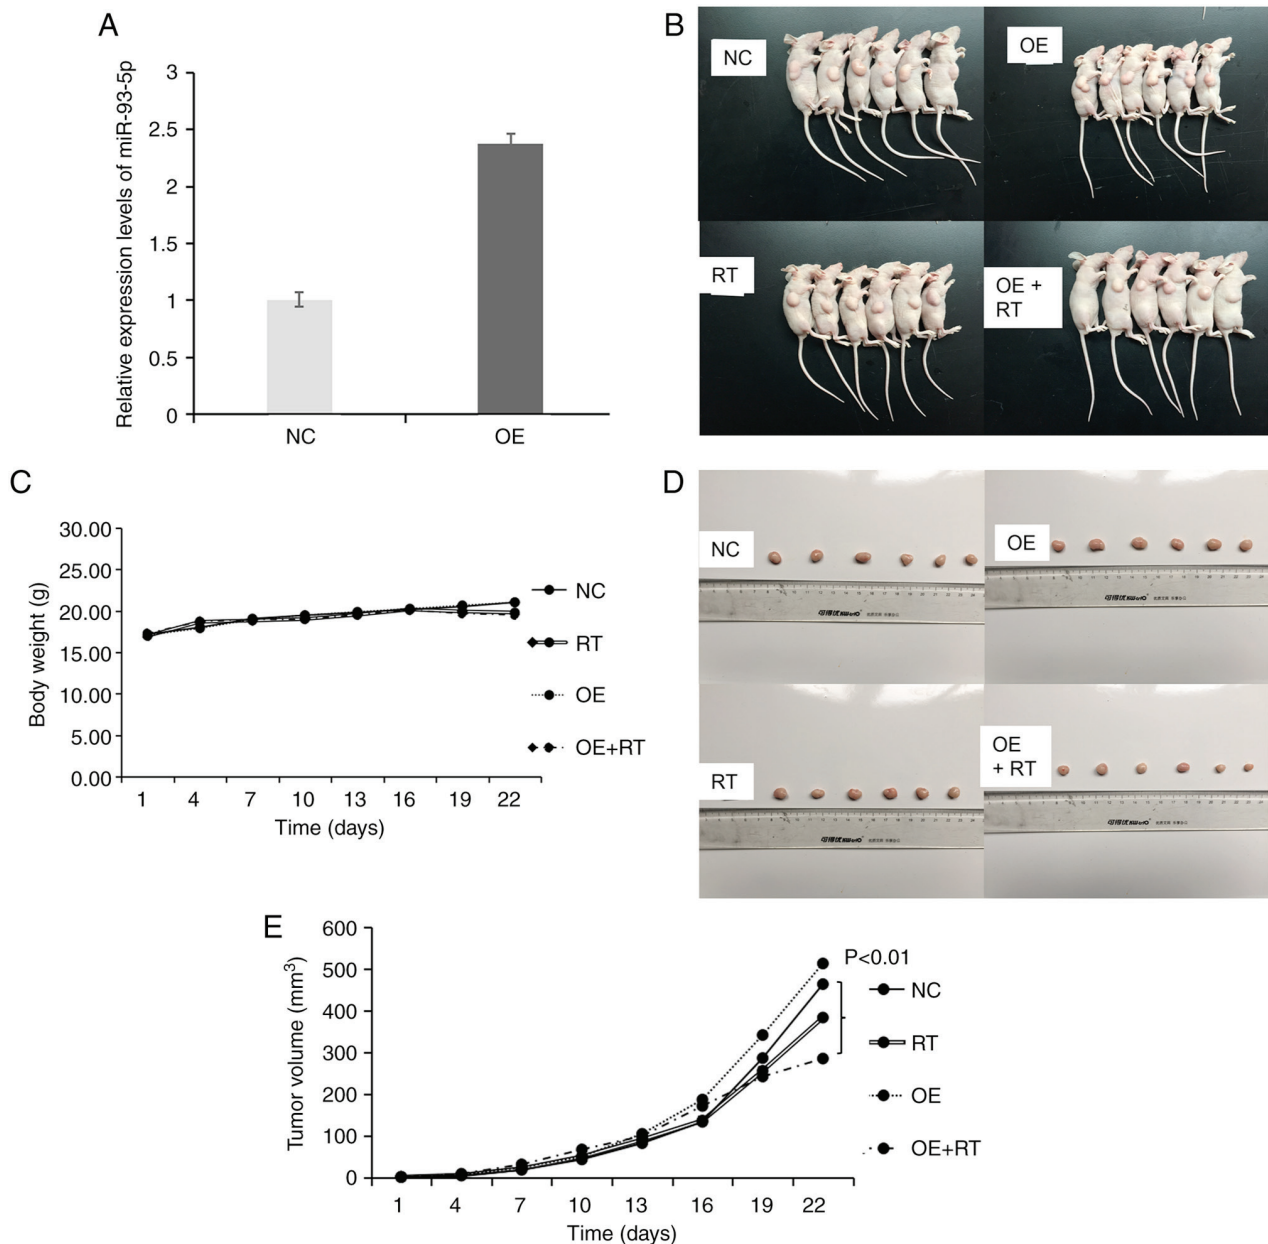 A
Relative expression levels of miR-93-5p
3
2.5
2
1.5
1
0.5
0
NC
OE
B
NC
OE
RT
OE +
RT
C
Body weight (g)
30.00
25.00
20.00
15.00
10.00
5.00
0.00
1 4 7 10 13 16 19 22
Time (days)
NC
RT
OE
OE+RT
D
NC
OE
RT
OE
+ RT
E
Tumor volume (mm³)
600
500
400
300
200
100
0
1 4 7 10 13 16 19 22
Time (days)
P<0.01
NC
RT
OE
OE+RT